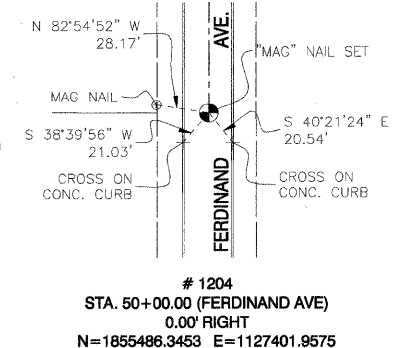 N 82°54'52" W
28.17'
AVE.
"MAG" NAIL SET
MAG NAIL
S 40°21'24" E
20.54'
S 38°39'56" W
21.03'
CROSS ON
CONC. CURB
CROSS ON
CONC. CURB
FERDINAND
# 1204
STA. 50+00.00 (FERDINAND AVE)
0.00' RIGHT
N=1855486.3453 E=1127401.9575